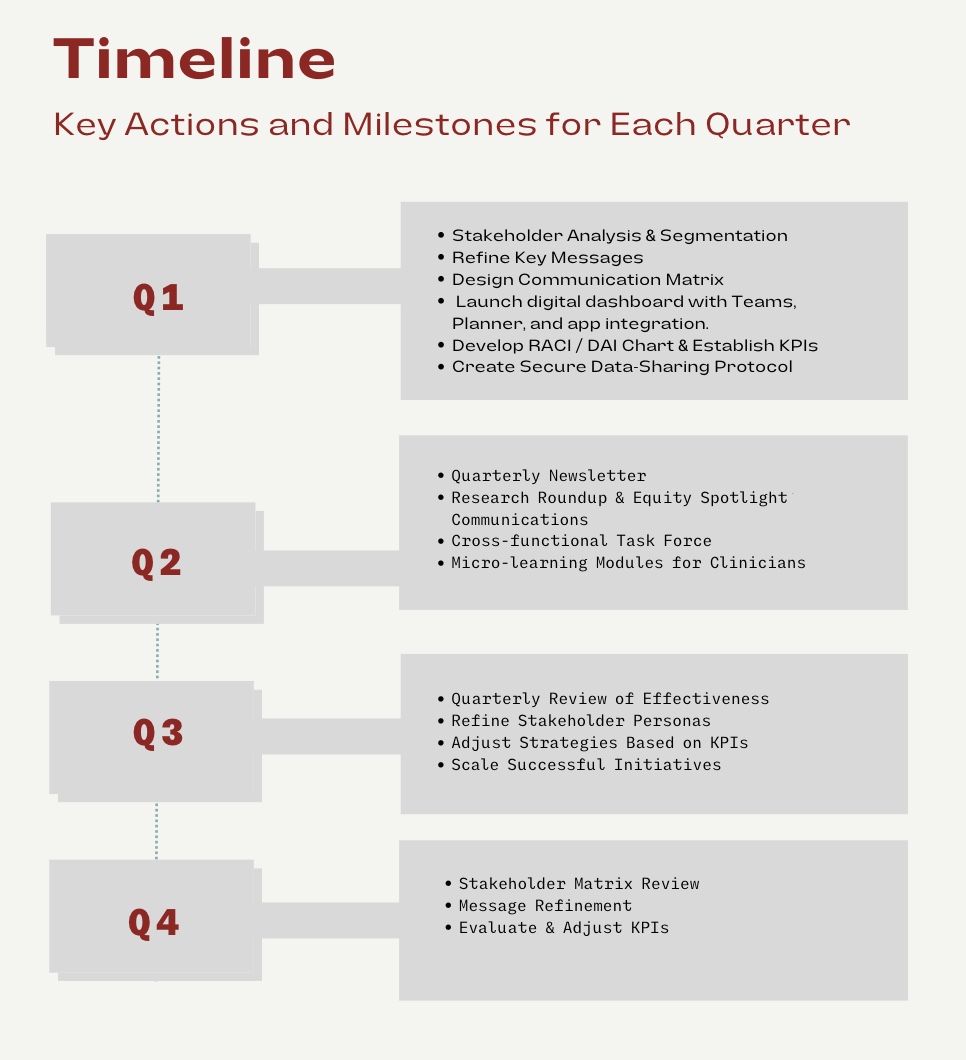 Timeline
Key Actions and Milestones for Each Quarter
Q1
• Stakeholder Analysis & Segmentation
• Refine Key Messages
• Design Communication Matrix
• Launch digital dashboard with Teams,
Planner, and app integration.
• Develop RACI / DAI Chart & Establish KPIs
• Create Secure Data-Sharing Protocol
Q2
• Quarterly Newsletter
• Research Roundup & Equity Spotlight
Communications
• Cross-functional Task Force
• Micro-learning Modules for Clinicians
Q3
• Quarterly Review of Effectiveness
• Refine Stakeholder Personas
• Adjust Strategies Based on KPIs
• Scale Successful Initiatives
Q4
• Stakeholder Matrix Review
• Message Refinement
• Evaluate & Adjust KPIs